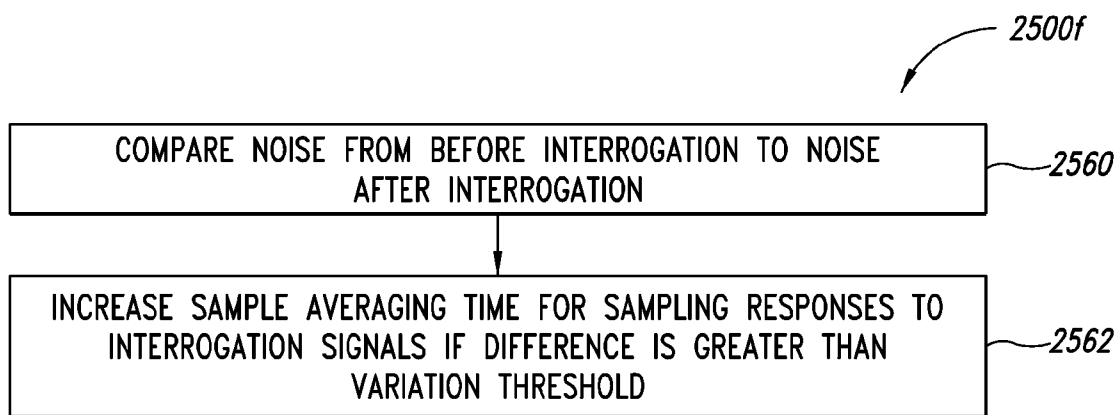 2500f
COMPARE NOISE FROM BEFORE INTERROGATION TO NOISE
AFTER INTERROGATION
2560
INCREASE SAMPLE AVERAGING TIME FOR SAMPLING RESPONSES TO
INTERROGATION SIGNALS IF DIFFERENCE IS GREATER THAN
VARIATION THRESHOLD
2562